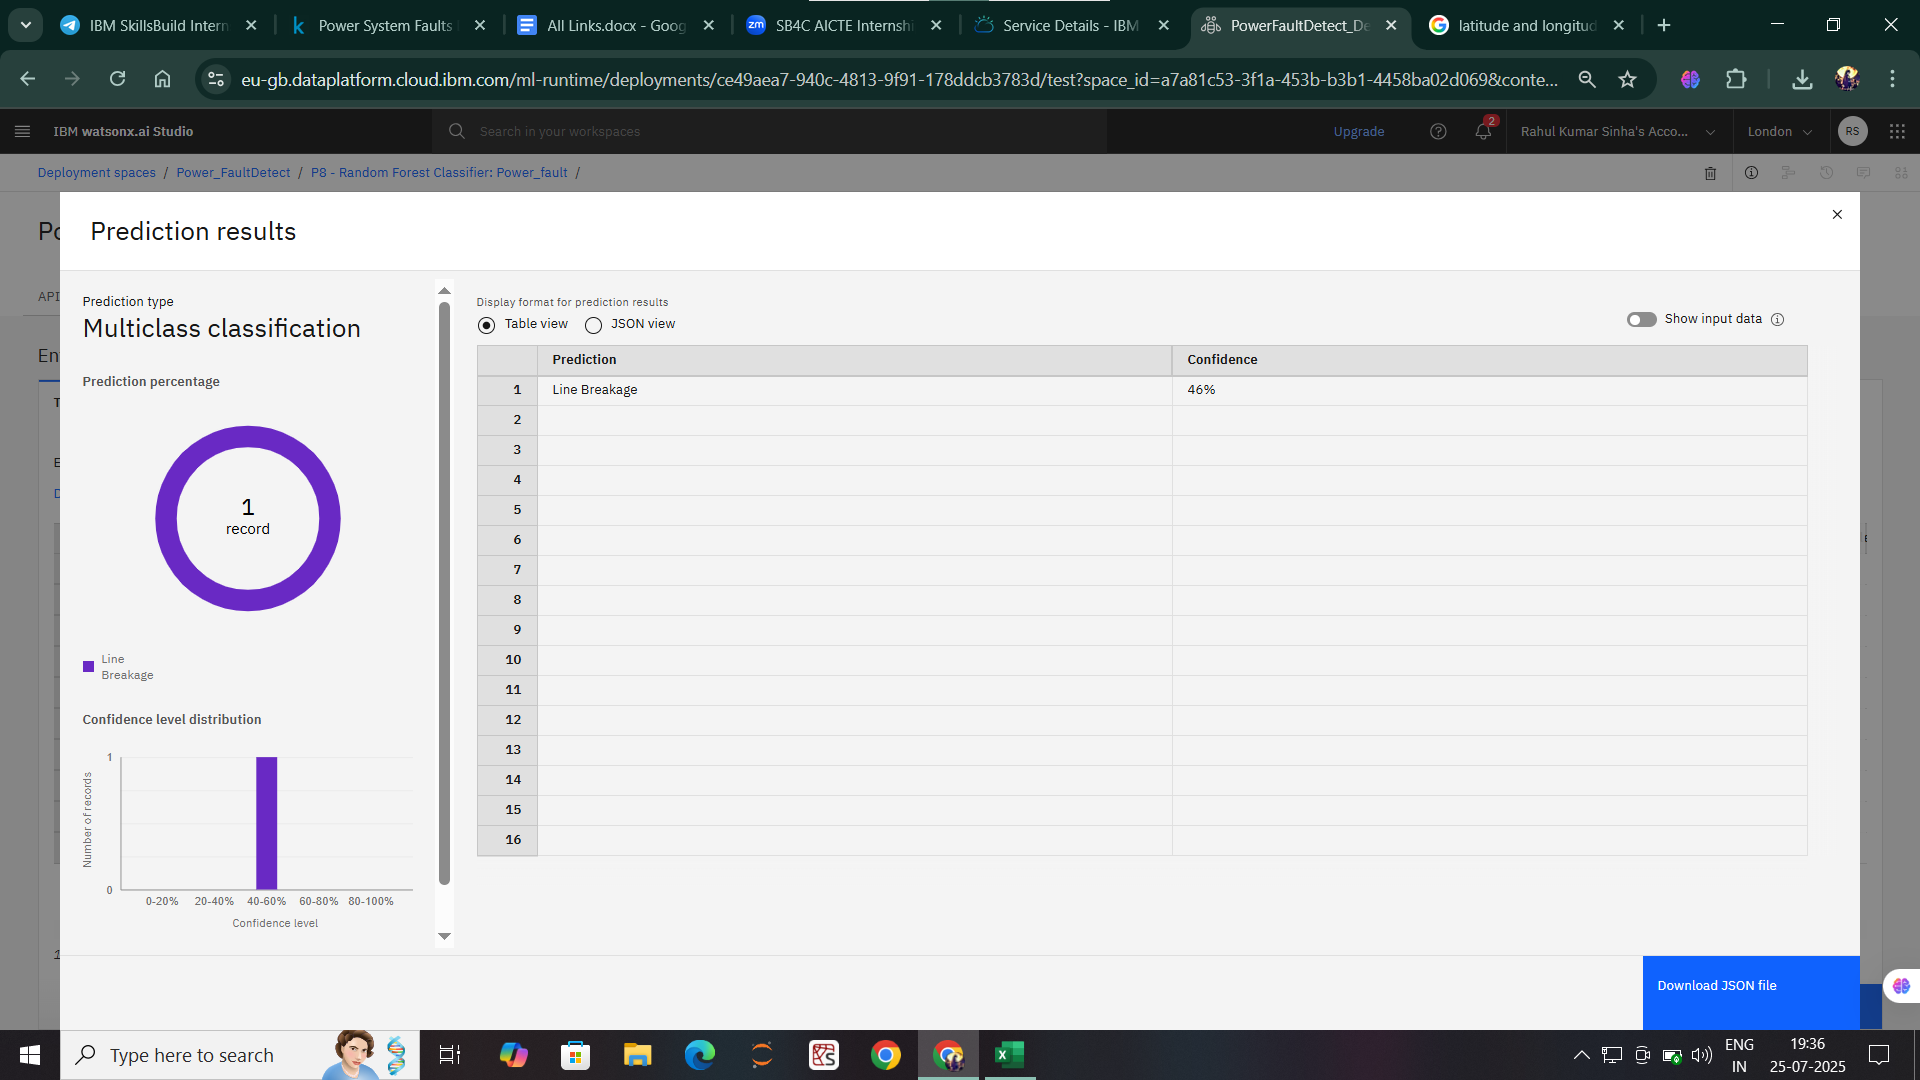 IBM SkillsBuild Intern
Power System Faults
All Links.docx - Goog
SB4C AICTE Internshi
Service Details - IBM
PowerFaultDetect_De
latitude and longitud
eu-gb.dataplatform.cloud.ibm.com/ml-runtime/deployments/ce49aea7-940c-4813-9f91-178ddcb3783d/test?space_id=a7a81c53-3f1a-453b-b3b1-4458ba02d069&conte...
IBM watsonx.ai Studio
Search in your workspaces
Upgrade
2
Rahul Kumar Sinha's Acco...
London
RS
Deployment spaces / Power_FaultDetect / P8 - Random Forest Classifier: Power_fault /
Prediction results
API
En
Prediction type
Multiclass classification
Prediction percentage
1
record
Line
Breakage
Confidence level distribution
Number of records
1
0
0-20% 20-40% 40-60% 60-80% 80-100%
Confidence level
Display format for prediction results
Table view JSON view
Show input data
Prediction Confidence
1 Line Breakage 46%
2
3
4
5
6
7
8
9
10
11
12
13
14
15
16
Download JSON file
Type here to search
ENG
IN
19:36
25-07-2025